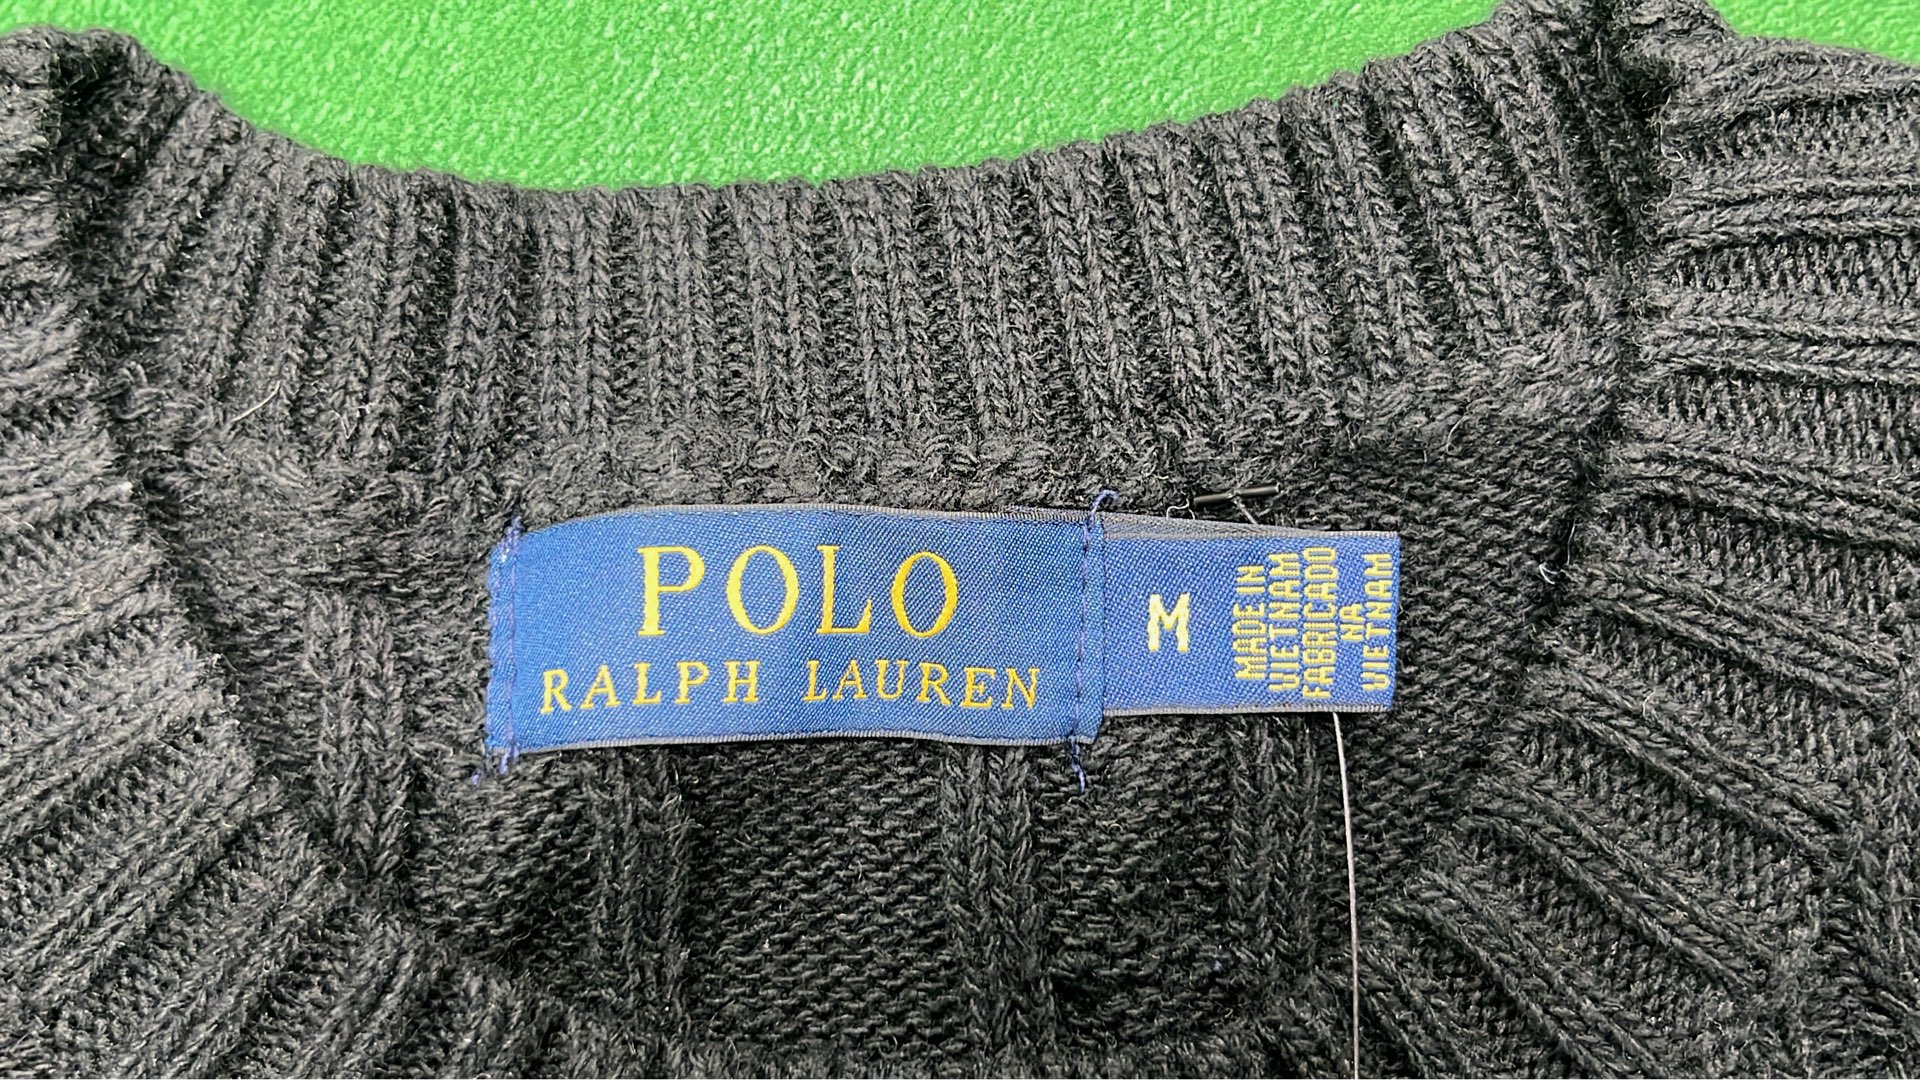 POLO
RALPH LAUREN
M
MADE IN
VIETNAM
FABRICADO
NA
VIETNAM